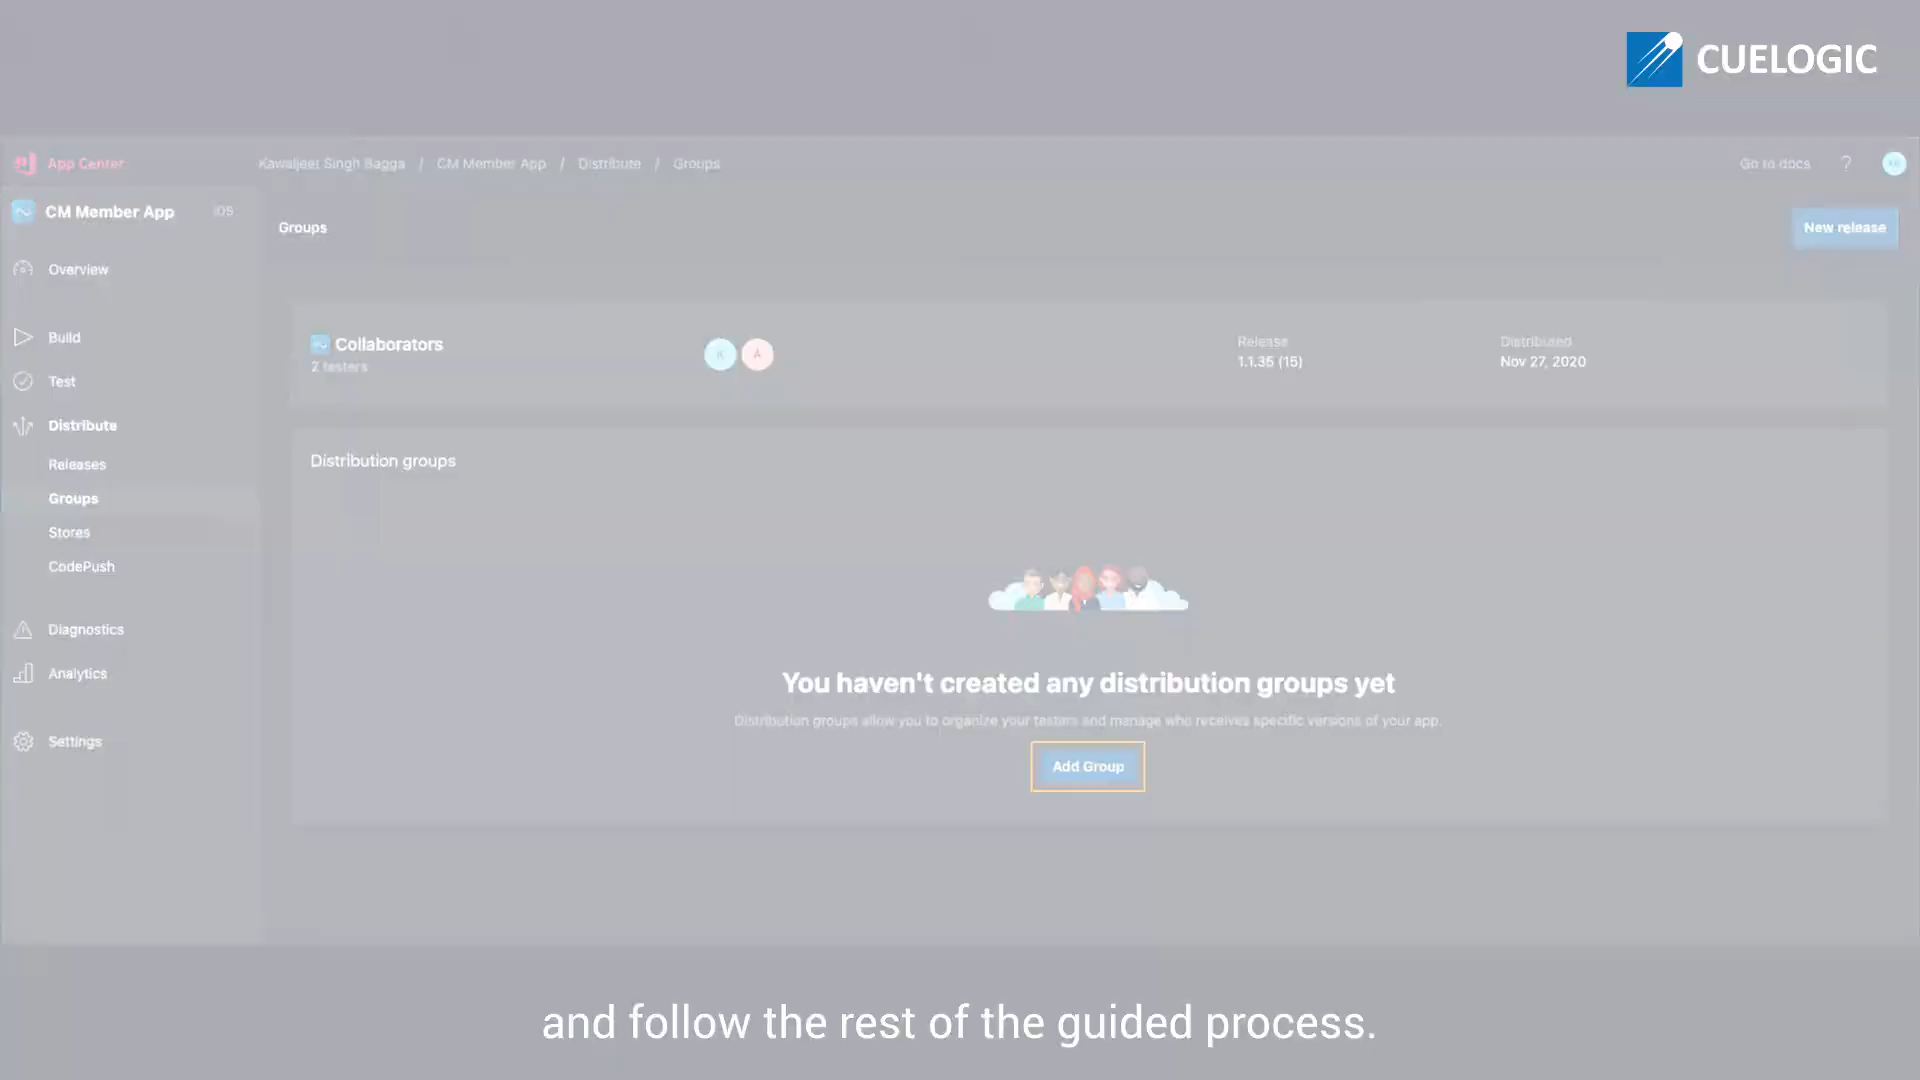 CUELOGIC
App Center
Kawaljeet Singh Bagga / CM Member App / Distribute / Groups
Go to docs ?
CM Member App iOS
Groups
New release
Overview
Build
Test
Distribute
Releases
Groups
Stores
CodePush
Diagnostics
Analytics
Settings
Collaborators
2 testers
K A
Release
1.1.35 (15)
Distributed
Nov 27, 2020
Distribution groups
You haven't created any distribution groups yet
Distribution groups allow you to organize your testers and manage who receives specific versions of your app.
Add Group
and follow the rest of the guided process.